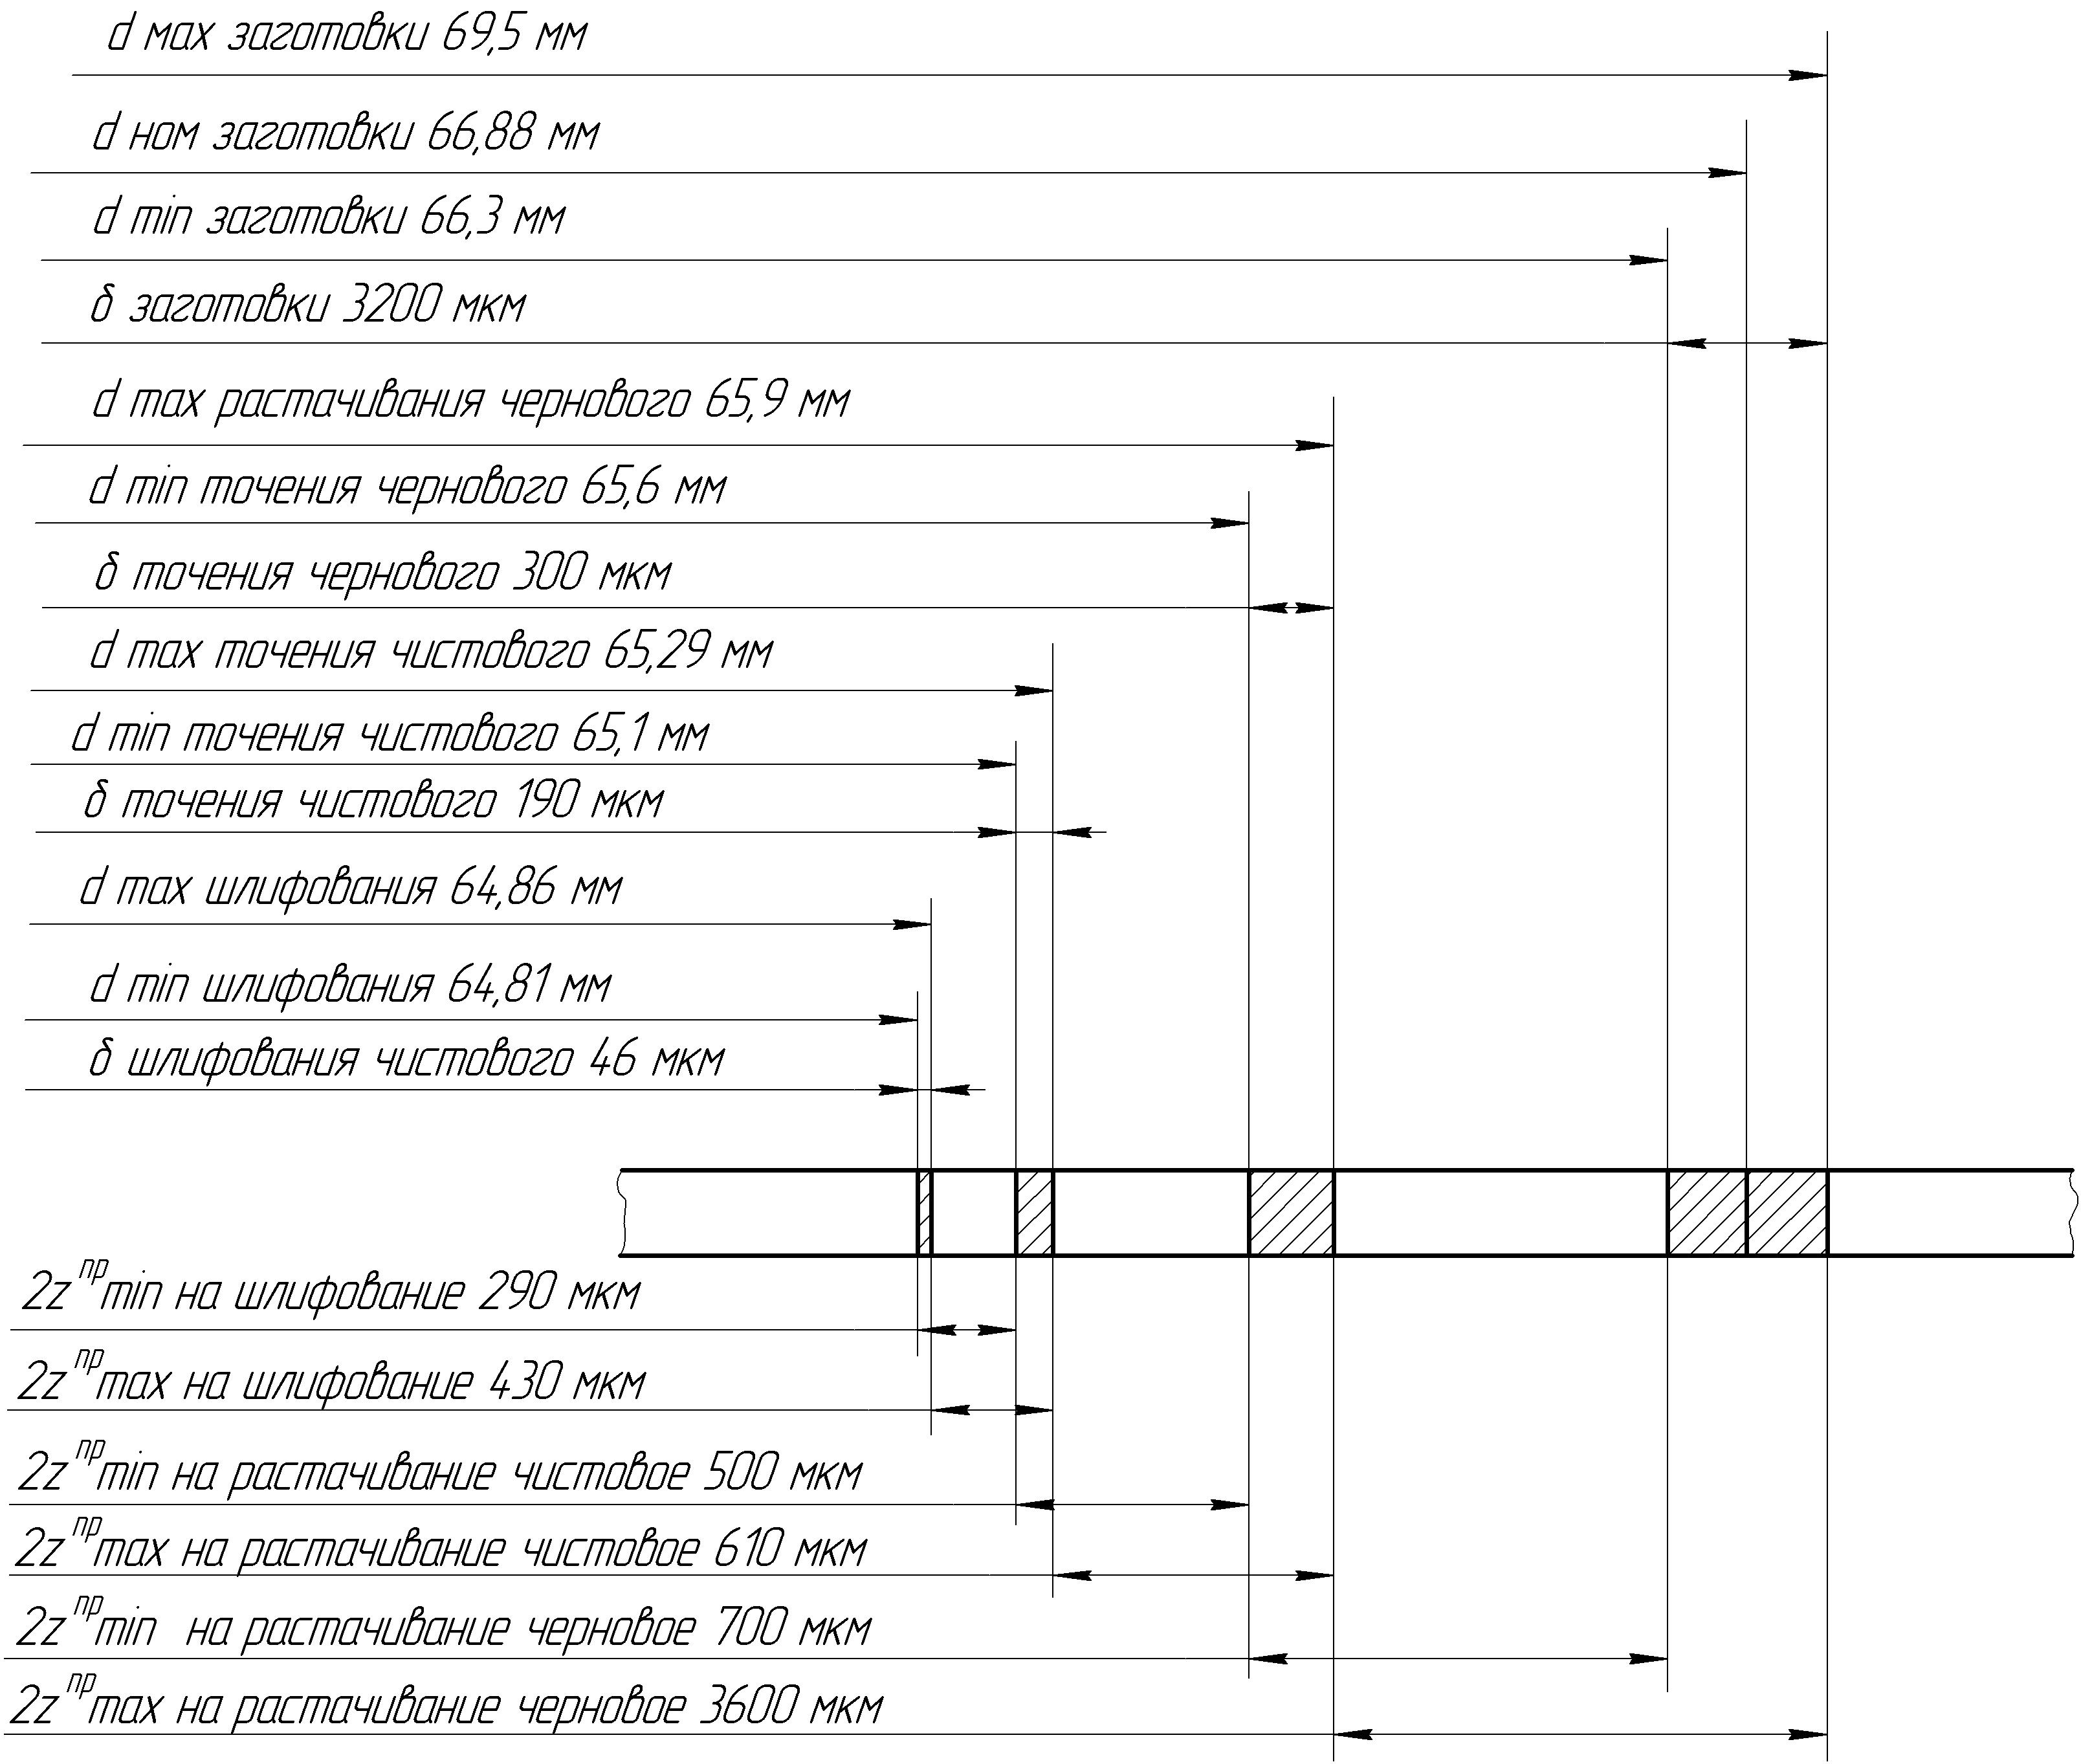 d мах заготовки 69,5 мм
d ном заготовки 66,88 мм
d min заготовки 66,3 мм
δ заготовки 3200 мкм
d max растачивания чернового 65,9 мм
d min точения чернового 65,6 мм
δ точения чернового 300 мкм
d max точения чистового 65,29 мм
d min точения чистового 65,1 мм
δ точения чистового 190 мкм
d max шлифования 64,86 мм
d min шлифования 64,81 мм
δ шлифования чистового 46 мкм
2z пр min на шлифование 290 мкм
2z пр max на шлифование 430 мкм
2z пр min на растачивание чистовое 500 мкм
2z пр max на растачивание чистовое 610 мкм
2z пр min на растачивание черновое 700 мкм
2z пр max на растачивание черновое 3600 мкм